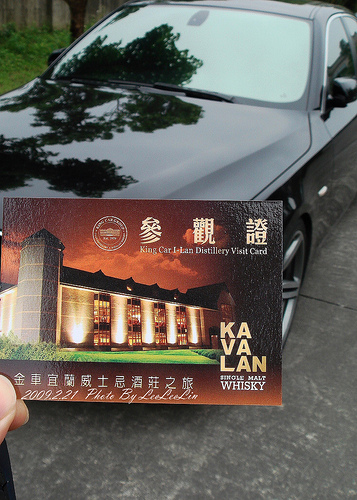 參 觀 證
King Car I-Lan Distillery Visit Card
KA
VA
LAN
SINGLE MALT
WHISKY
金車宜蘭威士忌酒莊之旅
2009.2.21 Photo By LeeLeeLin